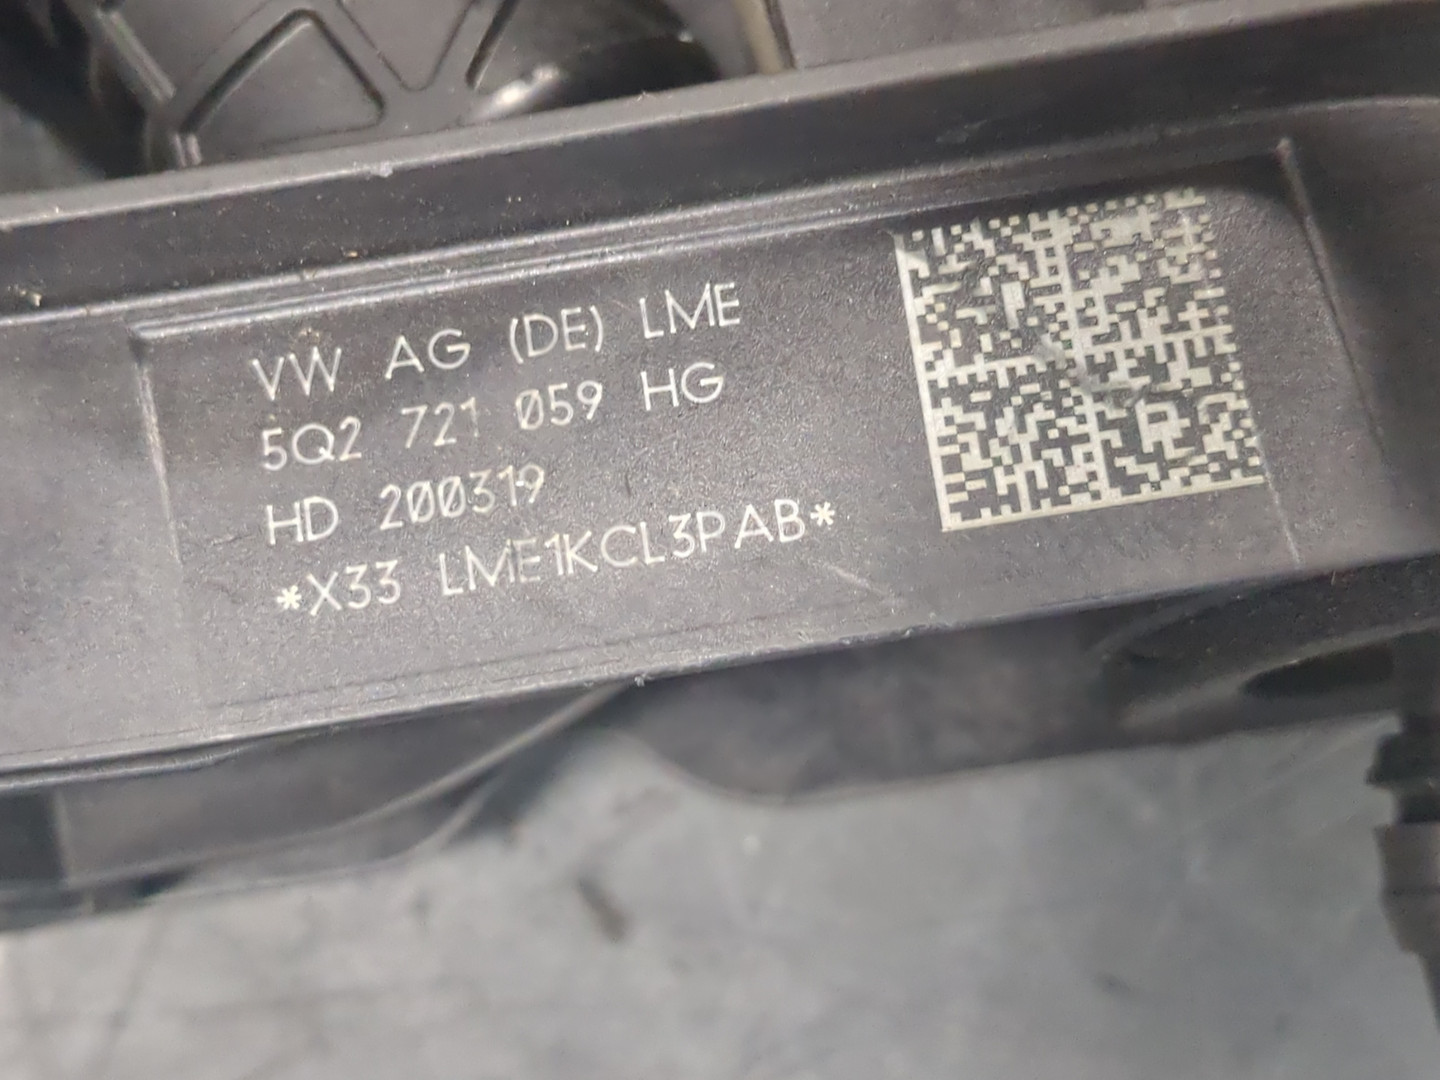 VW AG (DE) LME
5Q2 721 059 HG
HD 200319
*X33 LME1KCL3PAB*